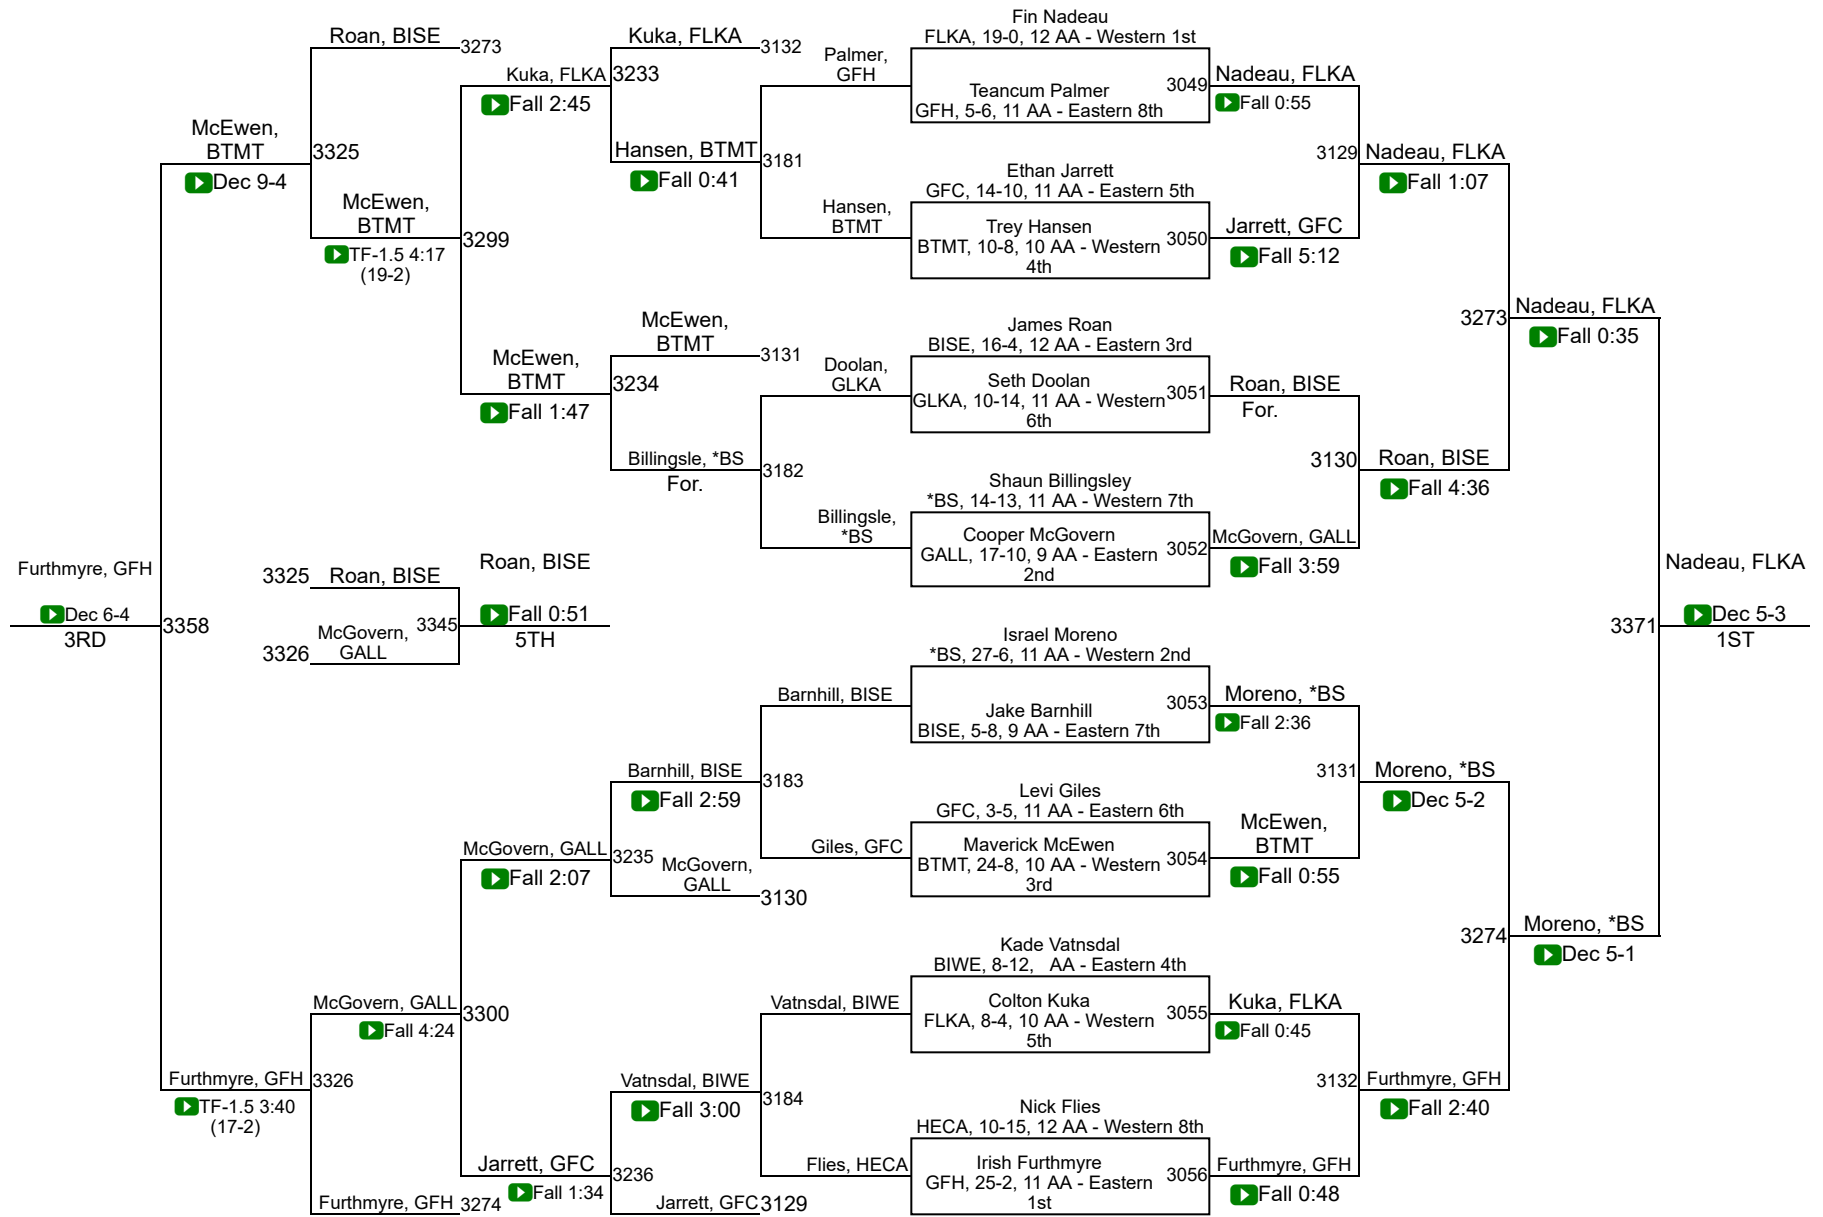 Roan, BISE
3273
McEwen,
BTMT
3325
Dec 9-4
McEwen,
BTMT
TF-1.5 4:17
(19-2)
Kuka, FLKA
Fall 2:45
3299
McEwen,
BTMT
Fall 1:47
Kuka, FLKA
3132
3233
Hansen, BTMT
Fall 0:41
3181
McEwen,
BTMT
3131
3234
Billingsle, *BS
For.
3182
Palmer,
GFH
Hansen,
BTMT
Doolan,
GLKA
Billingsle,
*BS
Fin Nadeau
FLKA, 19-0, 12 AA - Western 1st
Teancum Palmer
GFH, 5-6, 11 AA - Eastern 8th
3049
Nadeau, FLKA
Fall 0:55
Ethan Jarrett
GFC, 14-10, 11 AA - Eastern 5th
Trey Hansen
BTMT, 10-8, 10 AA - Western
4th
3050
Jarrett, GFC
Fall 5:12
3129
Nadeau, FLKA
Fall 1:07
James Roan
BISE, 16-4, 12 AA - Eastern 3rd
Seth Doolan
GLKA, 10-14, 11 AA - Western
6th
3051
Roan, BISE
For.
Shaun Billingsley
*BS, 14-13, 11 AA - Western 7th
Cooper McGovern
GALL, 17-10, 9 AA - Eastern
2nd
3052
McGovern, GALL
Fall 3:59
3130
Roan, BISE
Fall 4:36
3273
Nadeau, FLKA
Fall 0:35
Furthmyre, GFH
Dec 6-4
3RD
3358
3325
Roan, BISE
3326
McGovern,
GALL
3345
Roan, BISE
Fall 0:51
5TH
3371
Nadeau, FLKA
Dec 5-3
1ST
Israel Moreno
*BS, 27-6, 11 AA - Western 2nd
Jake Barnhill
BISE, 5-8, 9 AA - Eastern 7th
3053
Moreno, *BS
Fall 2:36
Levi Giles
GFC, 3-5, 11 AA - Eastern 6th
Maverick McEwen
BTMT, 24-8, 10 AA - Western
3rd
3054
McEwen,
BTMT
Fall 0:55
3131
Moreno, *BS
Dec 5-2
3274
Moreno, *BS
Dec 5-1
Barnhill, BISE
Giles, GFC
Barnhill, BISE
Fall 2:59
3183
McGovern, GALL
Fall 2:07
3235
McGovern,
GALL
3130
Kade Vatnsdal
BIWE, 8-12, AA - Eastern 4th
Colton Kuka
FLKA, 8-4, 10 AA - Western
5th
3055
Kuka, FLKA
Fall 0:45
Nick Flies
HECA, 10-15, 12 AA - Western 8th
Irish Furthmyre
GFH, 25-2, 11 AA - Eastern
1st
3056
Furthmyre, GFH
Fall 0:48
3132
Furthmyre, GFH
Fall 2:40
Vatnsdal, BIWE
Flies, HECA
Vatnsdal, BIWE
Fall 3:00
3184
McGovern, GALL
Fall 4:24
3300
Furthmyre, GFH
TF-1.5 3:40
(17-2)
3326
Jarrett, GFC
Fall 1:34
3236
Furthmyre, GFH
3274
Jarrett, GFC
3129